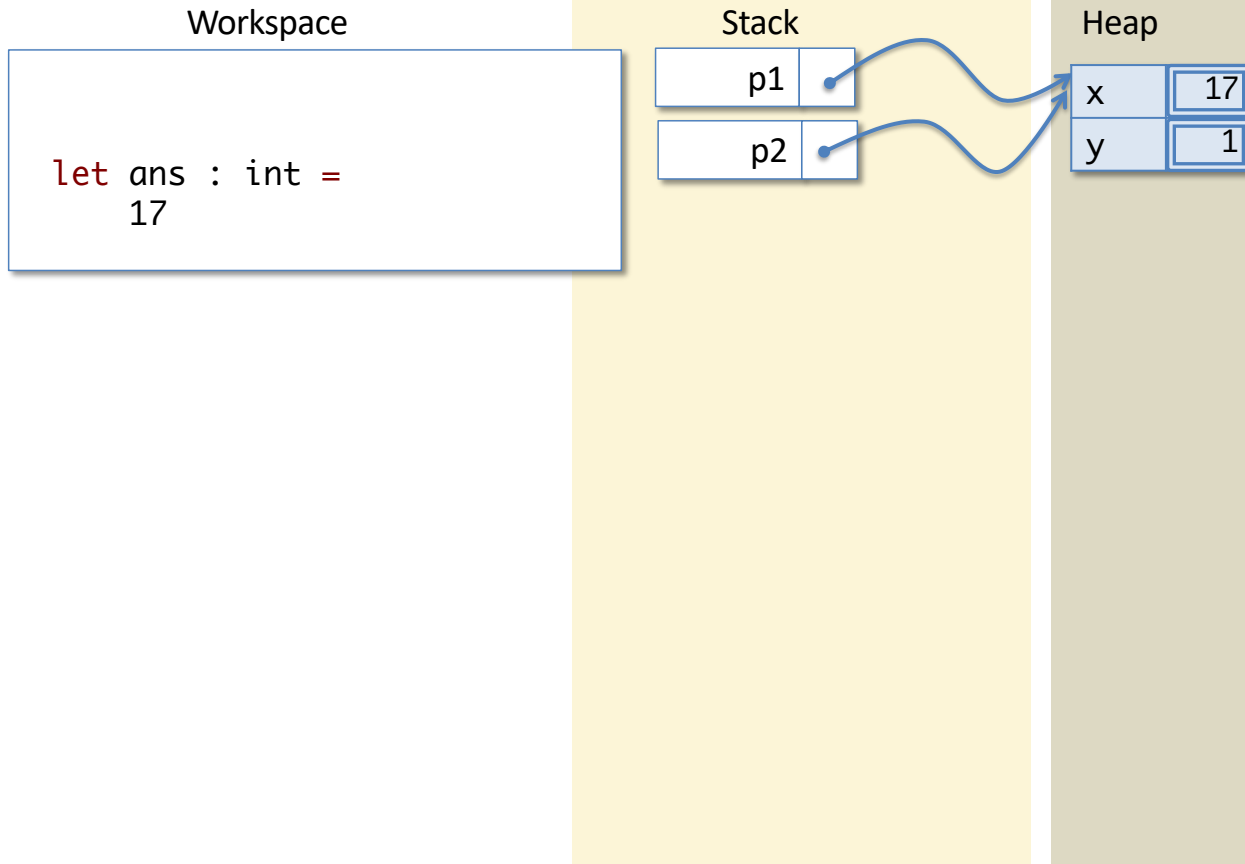 Workspace
Stack
Heap
let ans : int =
17
p1
p2
x 17
y 1